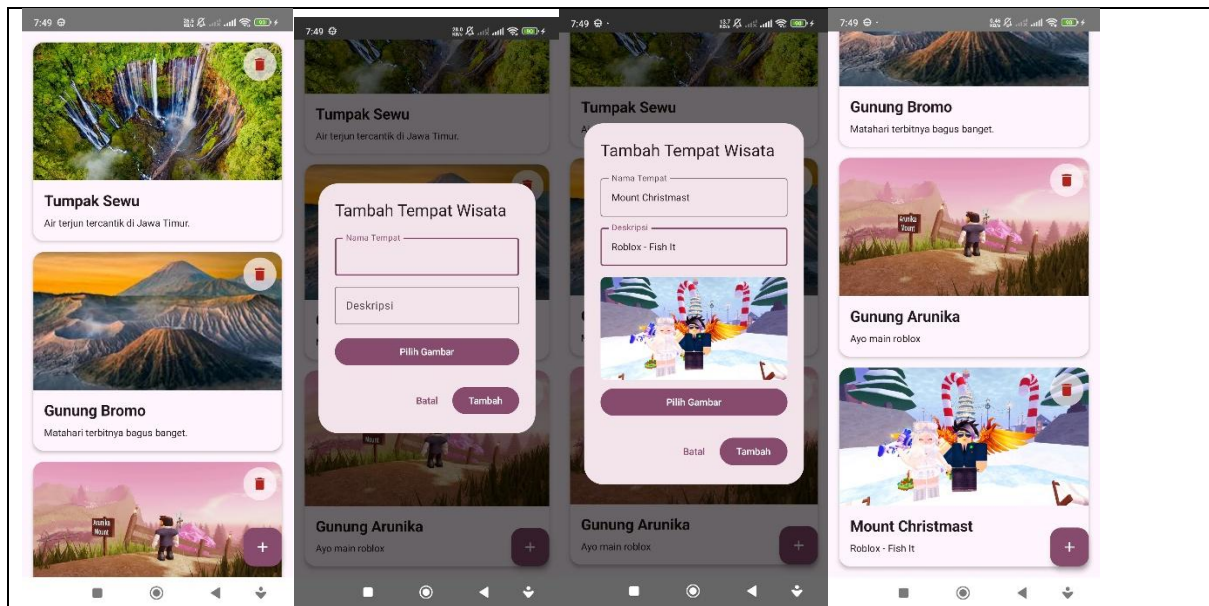 7:49
Tumpak Sewu
Air terjun tercantik di Jawa Timur.
Gunung Bromo
Matahari terbitnya bagus banget.
Arunika
Mount
+
7:49
Tumpak Sewu
Air terjun tercantik di Jawa Timur.
Tambah Tempat Wisata
Nama Tempat
Deskripsi
Pilih Gambar
Batal
Tambah
Mount
Gunung Arunika
Ayo main roblox
+
7:49
Tumpak Sewu
Tambah Tempat Wisata
Nama Tempat
Mount Christmast
Deskripsi
Roblox - Fish It
Pilih Gambar
Batal
Tambah
Gunung Arunika
Ayo main roblox
+
7:49
Gunung Bromo
Matahari terbitnya bagus banget.
Arunika
Mount
Gunung Arunika
Ayo main roblox
Mount Christmast
Roblox - Fish It
+